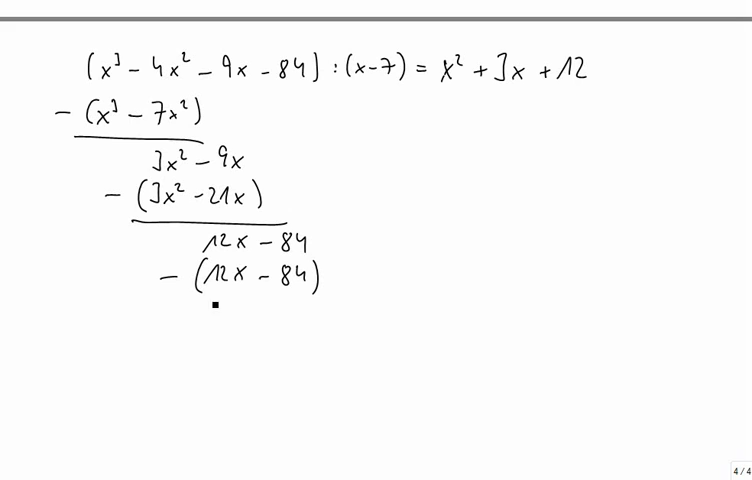 (x³ - 4x² - 9x - 84) : (x-7) = x² + 3x + 12
- (x³ - 7x²)
3x² - 9x
- (3x² - 21x)
12x - 84
- (12x - 84)
4/4